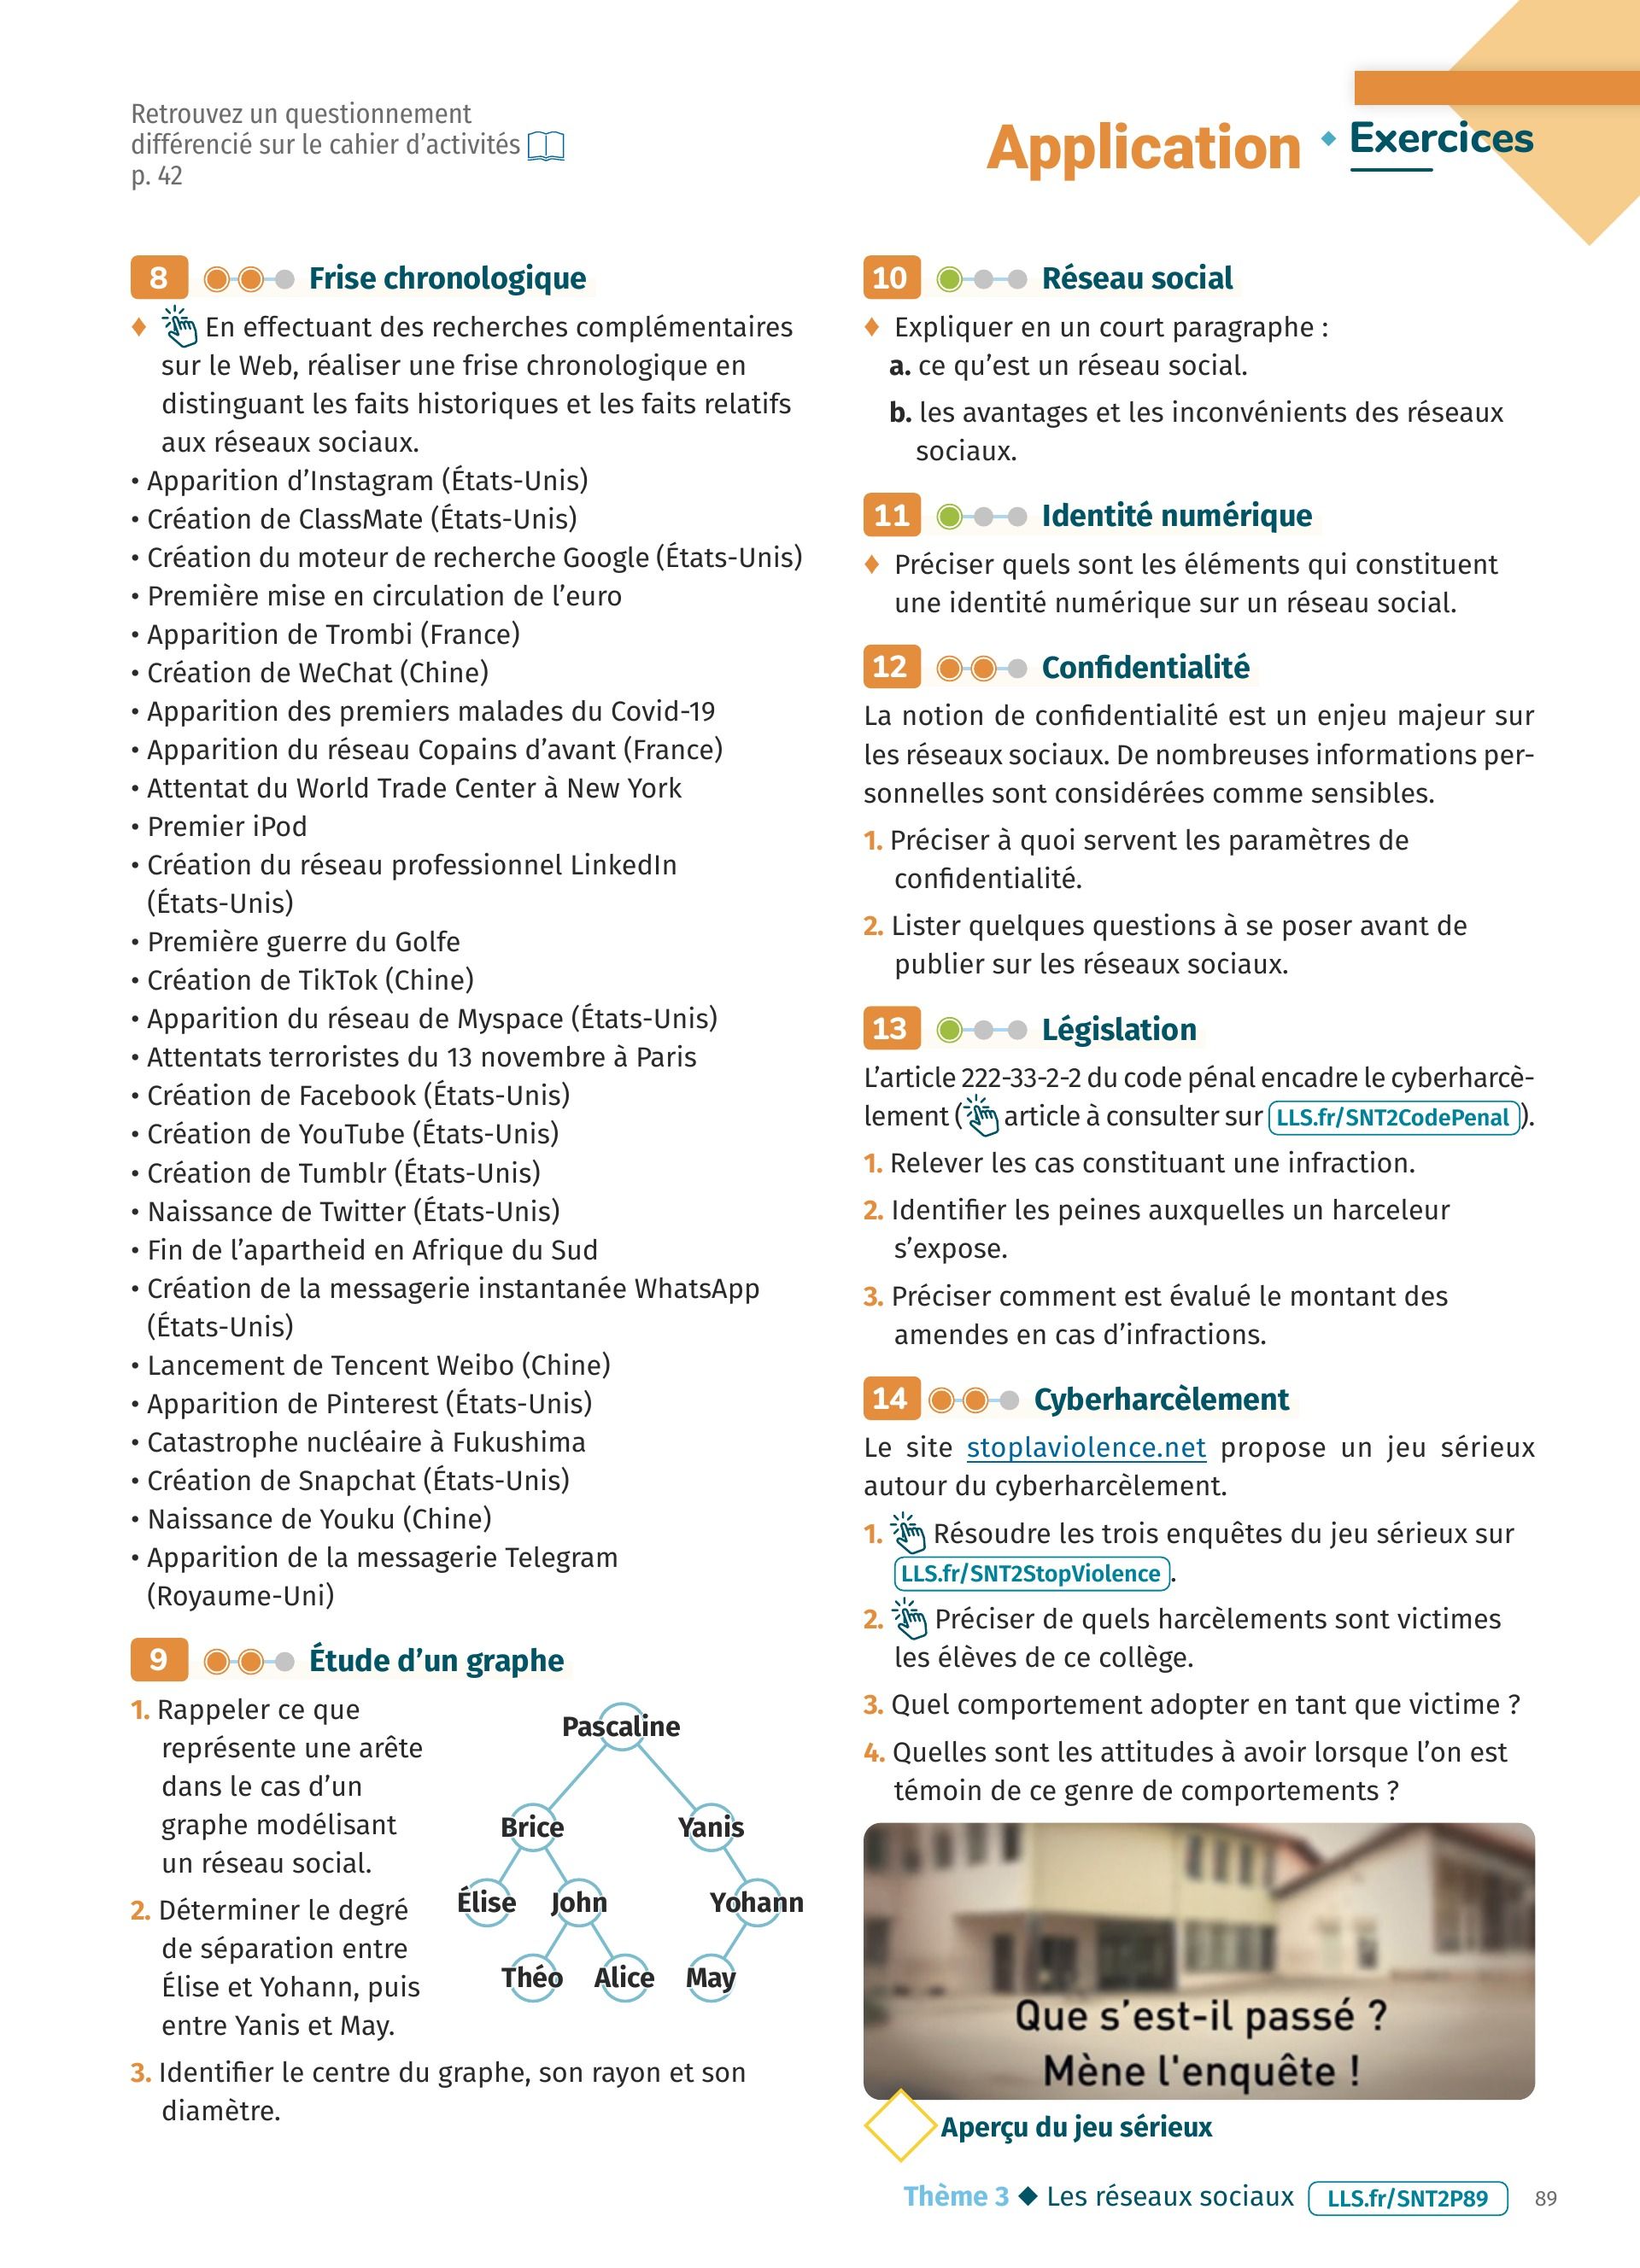 Retrouvez un questionnement
différencié sur le cahier d’activités
p. 42
Application
Exercices
8 Frise chronologique
♦ En effectuant des recherches complémentaires
sur le Web, réaliser une frise chronologique en
distinguant les faits historiques et les faits relatifs
aux réseaux sociaux.
• Apparition d’Instagram (États-Unis)
• Création de ClassMate (États-Unis)
• Création du moteur de recherche Google (États-Unis)
• Première mise en circulation de l’euro
• Apparition de Trombi (France)
• Création de WeChat (Chine)
• Apparition des premiers malades du Covid-19
• Apparition du réseau Copains d’avant (France)
• Attentat du World Trade Center à New York
• Premier iPod
• Création du réseau professionnel LinkedIn
(États-Unis)
• Première guerre du Golfe
• Création de TikTok (Chine)
• Apparition du réseau de Myspace (États-Unis)
• Attentats terroristes du 13 novembre à Paris
• Création de Facebook (États-Unis)
• Création de YouTube (États-Unis)
• Création de Tumblr (États-Unis)
• Naissance de Twitter (États-Unis)
• Fin de l’apartheid en Afrique du Sud
• Création de la messagerie instantanée WhatsApp
(États-Unis)
• Lancement de Tencent Weibo (Chine)
• Apparition de Pinterest (États-Unis)
• Catastrophe nucléaire à Fukushima
• Création de Snapchat (États-Unis)
• Naissance de Youku (Chine)
• Apparition de la messagerie Telegram
(Royaume-Uni)
9 Étude d’un graphe
1. Rappeler ce que
représente une arête
dans le cas d’un
graphe modélisant
un réseau social.
2. Déterminer le degré
de séparation entre
Élise et Yohann, puis
entre Yanis et May.
3. Identifier le centre du graphe, son rayon et son
diamètre.
Pascaline
Brice Yanis
Élise John Yohann
Théo Alice May
10 Réseau social
♦ Expliquer en un court paragraphe :
a. ce qu’est un réseau social.
b. les avantages et les inconvénients des réseaux
sociaux.
11 Identité numérique
♦ Préciser quels sont les éléments qui constituent
une identité numérique sur un réseau social.
12 Confidentialité
La notion de confidentialité est un enjeu majeur sur
les réseaux sociaux. De nombreuses informations per-
sonnelles sont considérées comme sensibles.
1. Préciser à quoi servent les paramètres de
confidentialité.
2. Lister quelques questions à se poser avant de
publier sur les réseaux sociaux.
13 Législation
L’article 222-33-2-2 du code pénal encadre le cyberharcè-
lement ( article à consulter sur LLS.fr/SNT2CodePenal ).
1. Relever les cas constituant une infraction.
2. Identifier les peines auxquelles un harceleur
s’expose.
3. Préciser comment est évalué le montant des
amendes en cas d’infractions.
14 Cyberharcèlement
Le site stoplaviolence.net propose un jeu sérieux
autour du cyberharcèlement.
1. Résoudre les trois enquêtes du jeu sérieux sur
LLS.fr/SNT2StopViolence .
2. Préciser de quels harcèlements sont victimes
les élèves de ce collège.
3. Quel comportement adopter en tant que victime ?
4. Quelles sont les attitudes à avoir lorsque l’on est
témoin de ce genre de comportements ?
Que s’est-il passé ?
Mène l'enquête !
Aperçu du jeu sérieux
Thème 3 ◆ Les réseaux sociaux LLS.fr/SNT2P89 89